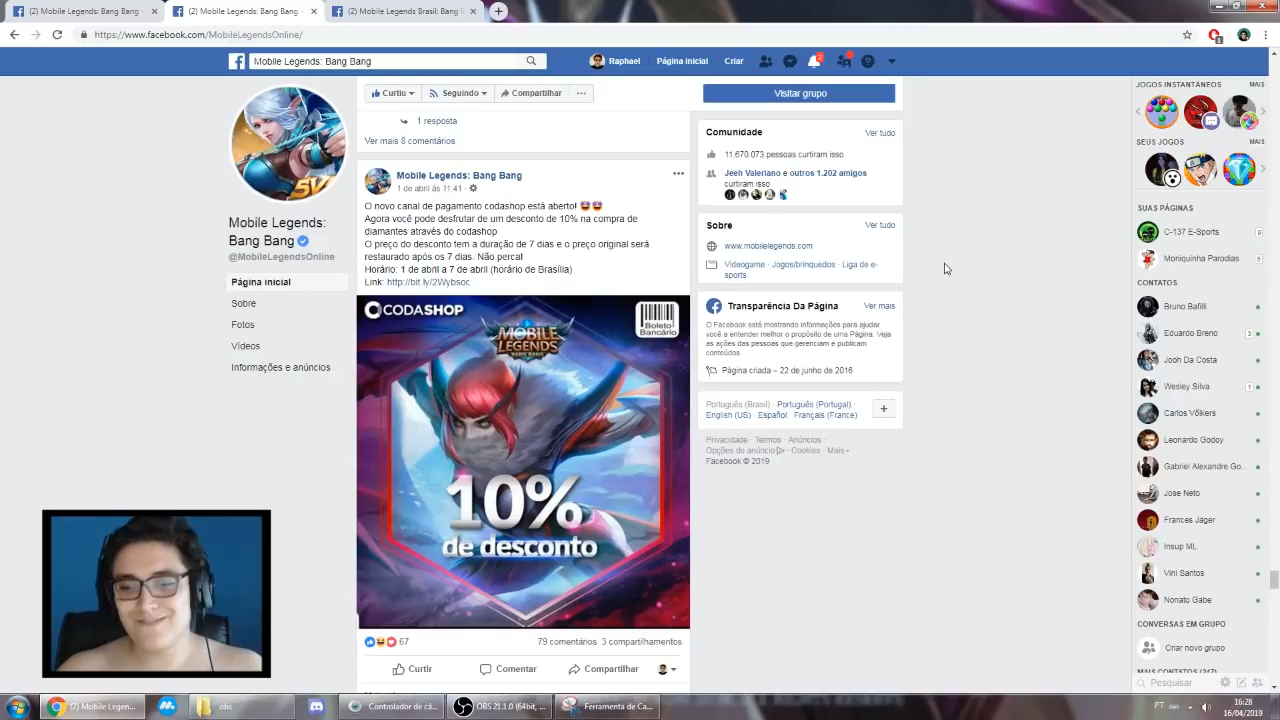 (2) Mobile Legends: Bang Bang -
(2) Mobile Legends: Bang Bang -
(2) Mobile Legends Brasil: Bang B
https://www.facebook.com/MobileLegendsOnline/
Mobile Legends: Bang Bang
Raphael
Página inicial
Criar
2
Curtiu
Seguindo
Compartilhar
Visitar grupo
1 resposta
Ver mais 8 comentários
Mobile Legends:
Bang Bang
@MobileLegendsOnline
Página inicial
Sobre
Fotos
Vídeos
Informações e anúncios
Mobile Legends: Bang Bang
1 de abril às 11:41
O novo canal de pagamento codashop está aberto!
Agora você pode desfrutar de um desconto de 10% na compra de
diamantes através do codashop
O preço do desconto tem a duração de 7 dias e o preço original será
restaurado após os 7 dias. Não perca!
Horário: 1 de abril a 7 de abril (horário de Brasília)
Link: http://bit.ly/2Wybsoc
CODASHOP
Boleto
Bancário
MOBILE
LEGENDS
BANG BANG
10%
de desconto
67
79 comentários 3 compartilhamentos
Curtir
Comentar
Compartilhar
Comunidade
Ver tudo
11.670.073 pessoas curtiram isso
Jeeh Valeriano e outros 1.202 amigos
curtiram isso
Sobre
Ver tudo
www.mobilelegends.com
Videogame · Jogos/brinquedos · Liga de e-
sports
Transparência Da Página
Ver mais
O Facebook está mostrando informações para ajudar
você a entender melhor o propósito de uma Página. Veja
as ações das pessoas que gerenciam e publicam
conteúdos.
Página criada – 22 de junho de 2016
Português (Brasil) · Português (Portugal) ·
English (US) · Español · Français (France)
Privacidade · Termos · Anúncios ·
Opções de anúncio · Cookies · Mais
Facebook © 2019
JOGOS INSTANTÂNEOS
MAIS
SEUS JOGOS
MAIS
SUAS PÁGINAS
C-137 E-Sports
Moniquinha Parodias
5
CONTATOS
Bruno Bafilli
Eduardo Breno
3
Jooh Da Costa
Wesley Silva
1
Carlos Völkers
Leonardo Godoy
Gabriel Alexandre Go...
Jose Neto
Frances Jäger
Insup ML
Vini Santos
Nonato Gabe
CONVERSAS EM GRUPO
Criar novo grupo
MAIS CONTATOS (247)
Pesquisar
(2) Mobile Legen...
obs
Controlador de câ...
OBS 21.1.0 (64bit, ...
Ferramenta de Ca...
PT
16:28
16/04/2019